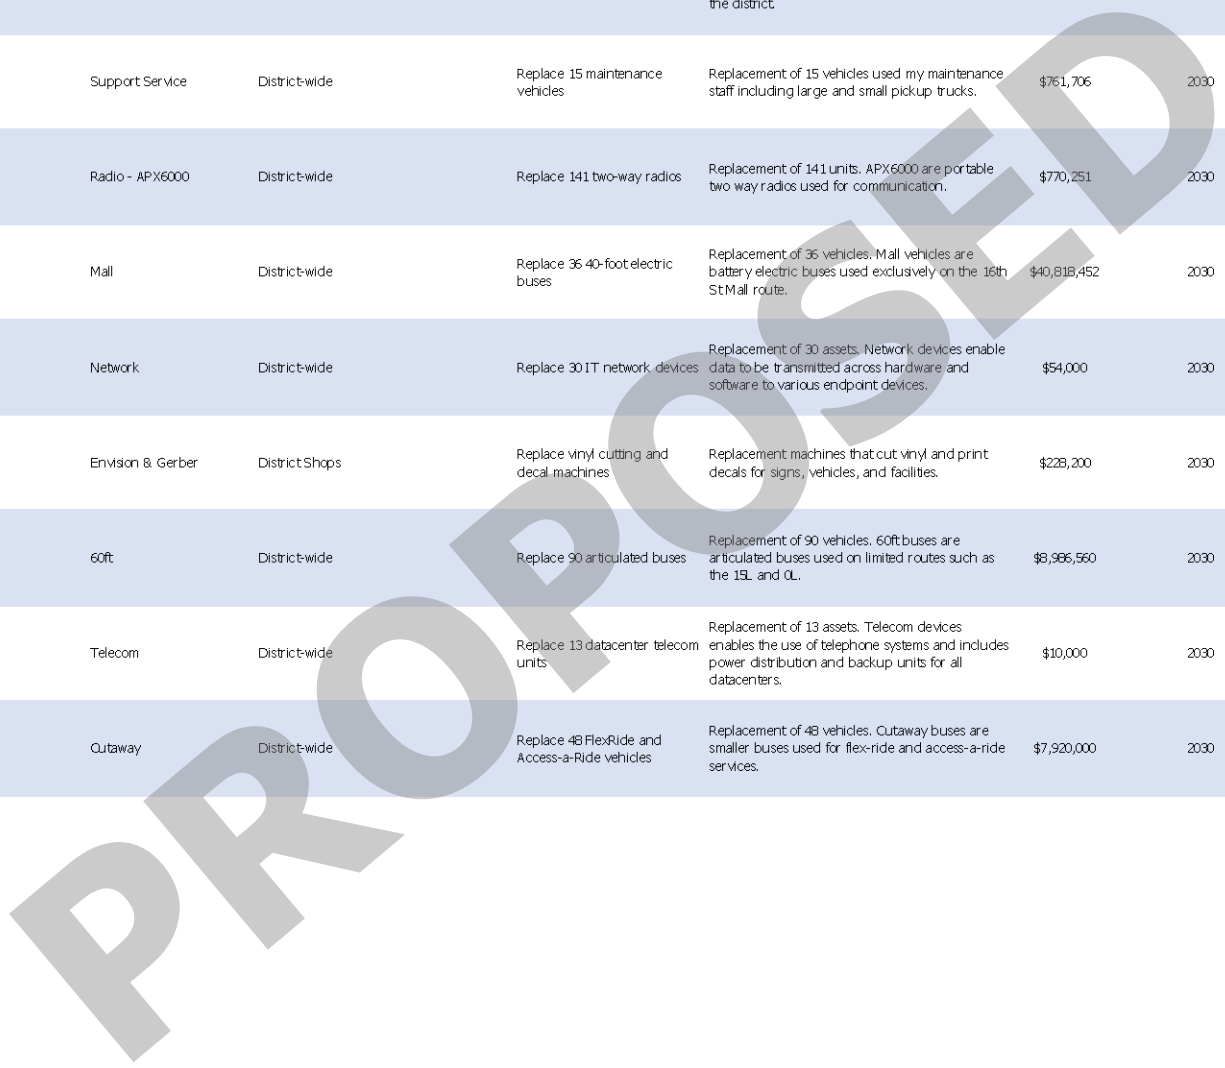 the district.
Support Service District-wide Replace 15 maintenance vehicles Replacement of 15 vehicles used my maintenance staff including large and small pickup trucks. $761,706 2030
Radio - APX6000 District-wide Replace 141 two-way radios Replacement of 141 units. APX6000 are portable two way radios used for communication. $770,251 2030
Mall District-wide Replace 36 40-foot electric buses Replacement of 36 vehicles. Mall vehicles are battery electric buses used exclusively on the 16th St Mall route. $40,818,452 2030
Network District-wide Replace 30 IT network devices Replacement of 30 assets. Network devices enable data to be transmitted across hardware and software to various endpoint devices. $54,000 2030
Envision & Gerber District Shops Replace vinyl cutting and decal machines Replacement machines that cut vinyl and print decals for signs, vehicles, and facilities. $228,200 2030
60ft District-wide Replace 90 articulated buses Replacement of 90 vehicles. 60ft buses are articulated buses used on limited routes such as the 15L and 0L. $8,986,560 2030
Telecom District-wide Replace 13 datacenter telecom units Replacement of 13 assets. Telecom devices enables the use of telephone systems and includes power distribution and backup units for all datacenters. $10,000 2030
Cutaway District-wide Replace 48 FlexRide and Access-a-Ride vehicles Replacement of 48 vehicles. Cutaway buses are smaller buses used for flex-ride and access-a-ride services. $7,920,000 2030
PROPOSED